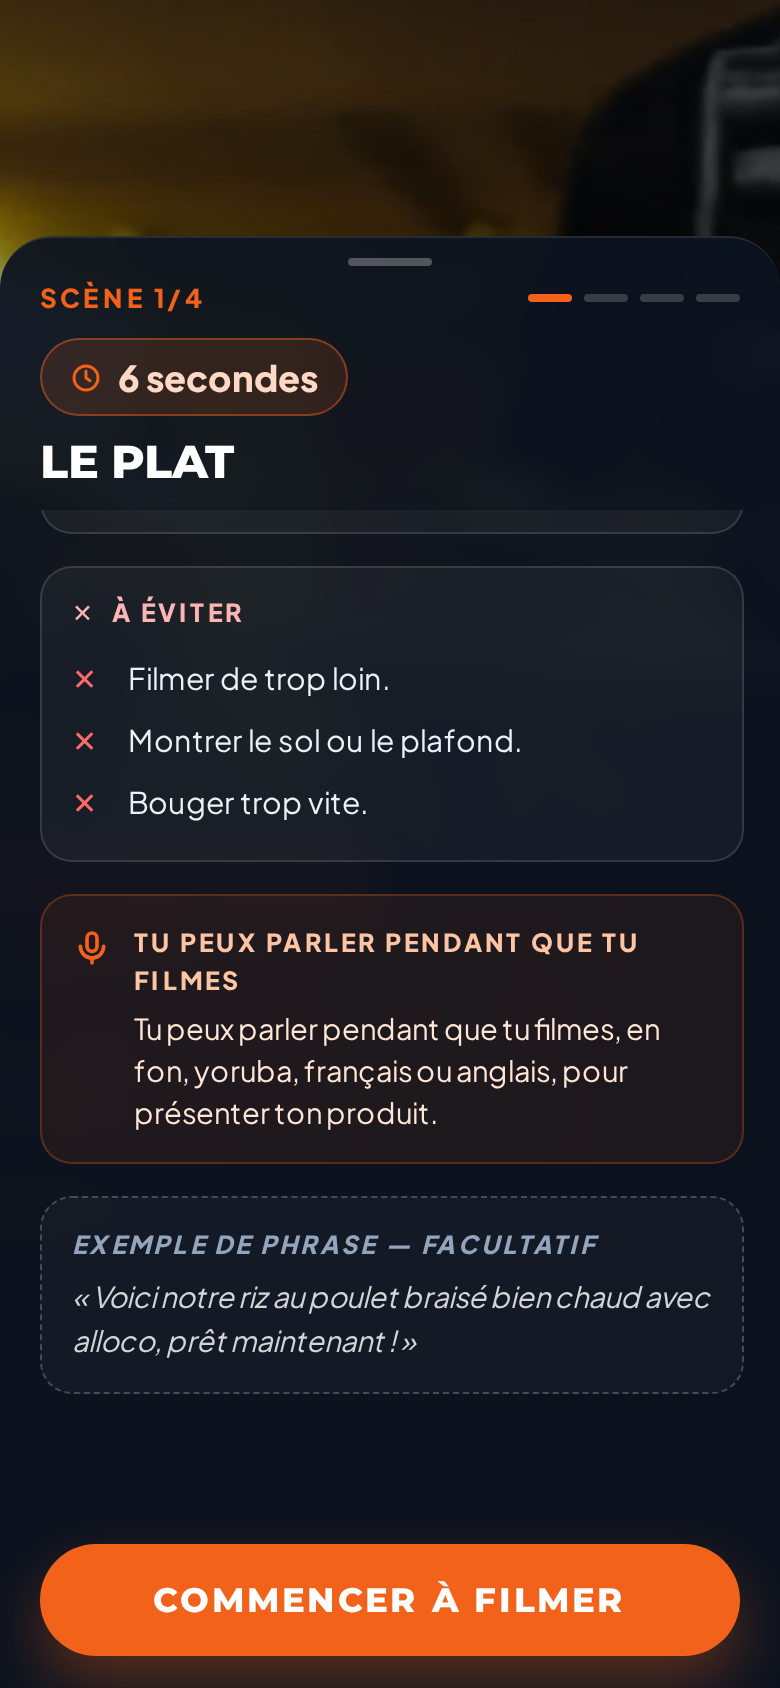 SCÈNE 1/4
6 secondes
LE PLAT
À ÉVITER
Filmer de trop loin.
Montrer le sol ou le plafond.
Bouger trop vite.
TU PEUX PARLER PENDANT QUE TU
FILMES
Tu peux parler pendant que tu filmes, en
fon, yoruba, français ou anglais, pour
présenter ton produit.
EXEMPLE DE PHRASE — FACULTATIF
« Voici notre riz au poulet braisé bien chaud avec
alloco, prêt maintenant ! »
COMMENCER À FILMER